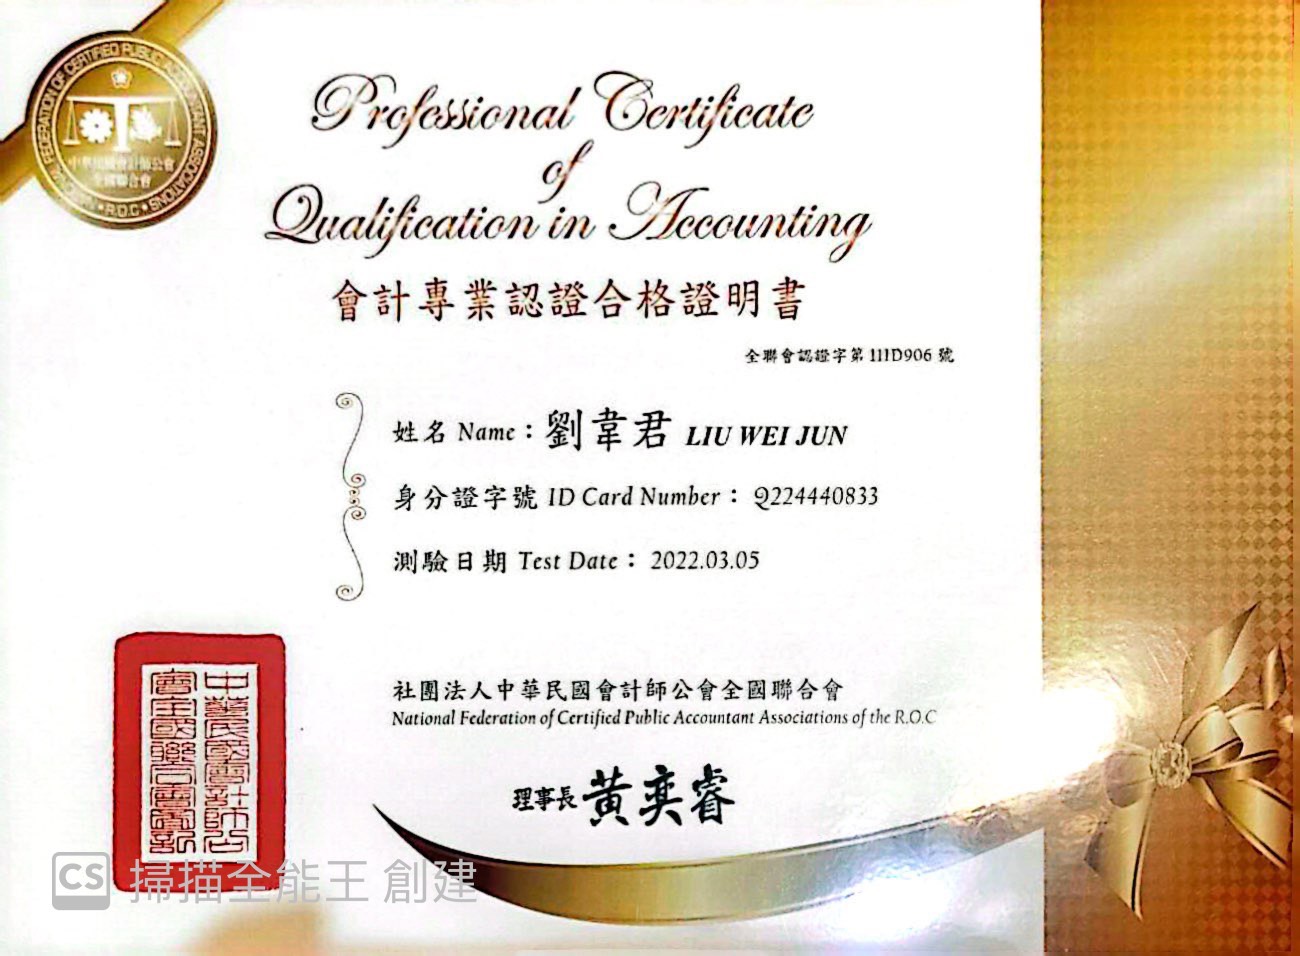 NATIONAL FEDERATION OF CERTIFIED PUBLIC ACCOUNTANT ASSOCIATIONS • R.O.C •
中華民國會計師公會
全國聯合會
Professional Certificate
of
Qualification in Accounting
會計專業認證合格證明書
全聯會認證字第 111D906 號
姓名 Name：劉韋君 LIU WEI JUN
身分證字號 ID Card Number： Q224440833
測驗日期 Test Date： 2022.03.05
社團法人中華民國會計師公會全國聯合會
National Federation of Certified Public Accountant Associations of the R.O.C
理事長 黃奕睿
中華民國會計師公
會全國聯合會圖記
CS 掃描全能王 創建